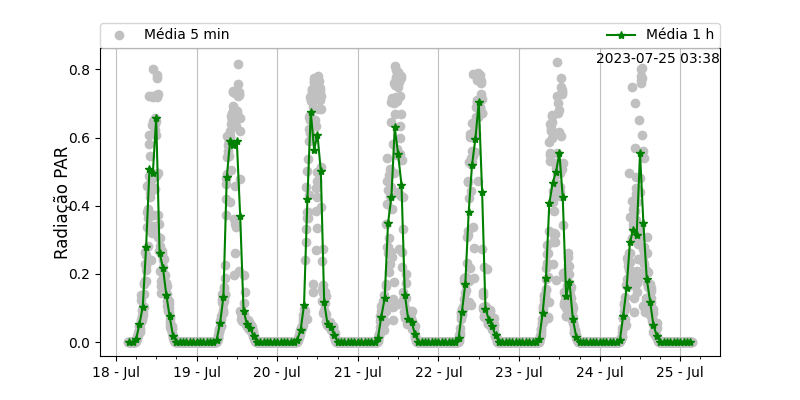 Média 5 min
Média 1 h
2023-07-25 03:38
Radiação PAR
0.8
0.6
0.4
0.2
0.0
18 - Jul
19 - Jul
20 - Jul
21 - Jul
22 - Jul
23 - Jul
24 - Jul
25 - Jul